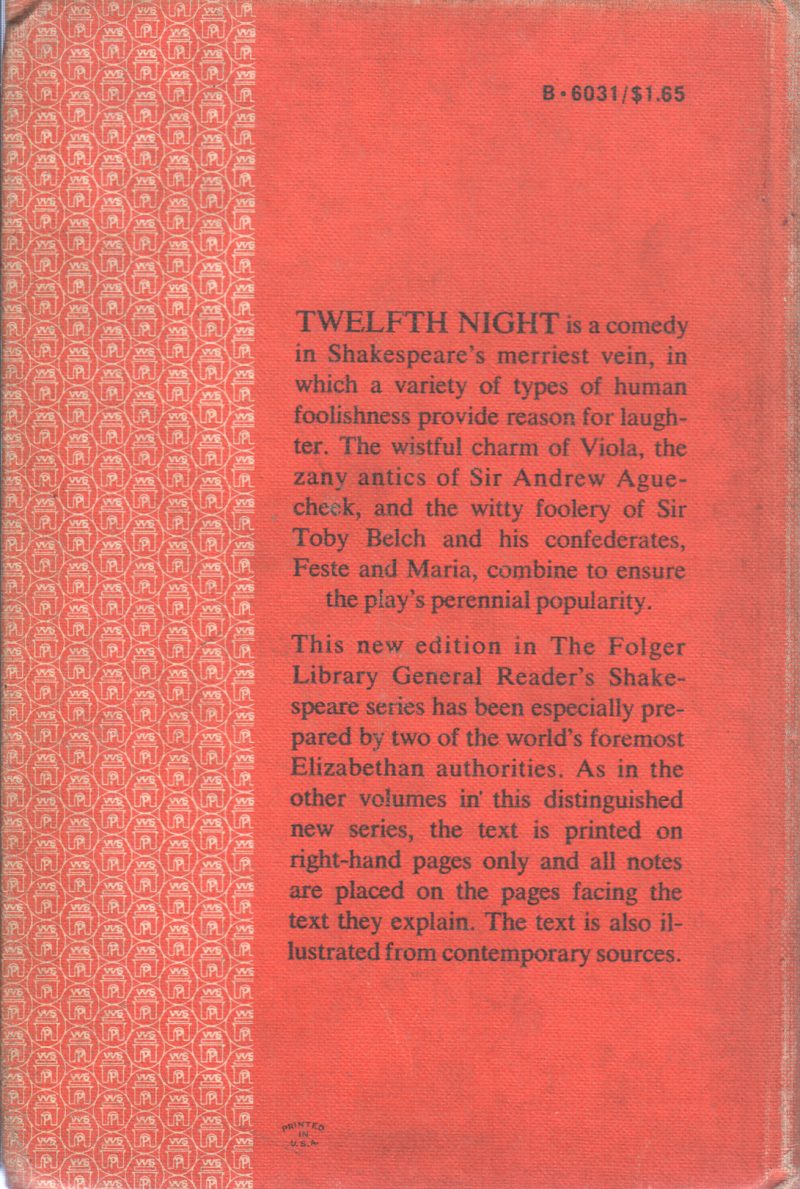 B•6031/$1.65
TWELFTH NIGHT is a comedy
in Shakespeare's merriest vein, in
which a variety of types of human
foolishness provide reason for laugh-
ter. The wistful charm of Viola, the
zany antics of Sir Andrew Ague-
cheek, and the witty foolery of Sir
Toby Belch and his confederates,
Feste and Maria, combine to ensure
the play's perennial popularity.
This new edition in The Folger
Library General Reader's Shake-
speare series has been especially pre-
pared by two of the world's foremost
Elizabethan authorities. As in the
other volumes in this distinguished
new series, the text is printed on
right-hand pages only and all notes
are placed on the pages facing the
text they explain. The text is also il-
lustrated from contemporary sources.
PRINTED
IN
U.S.A